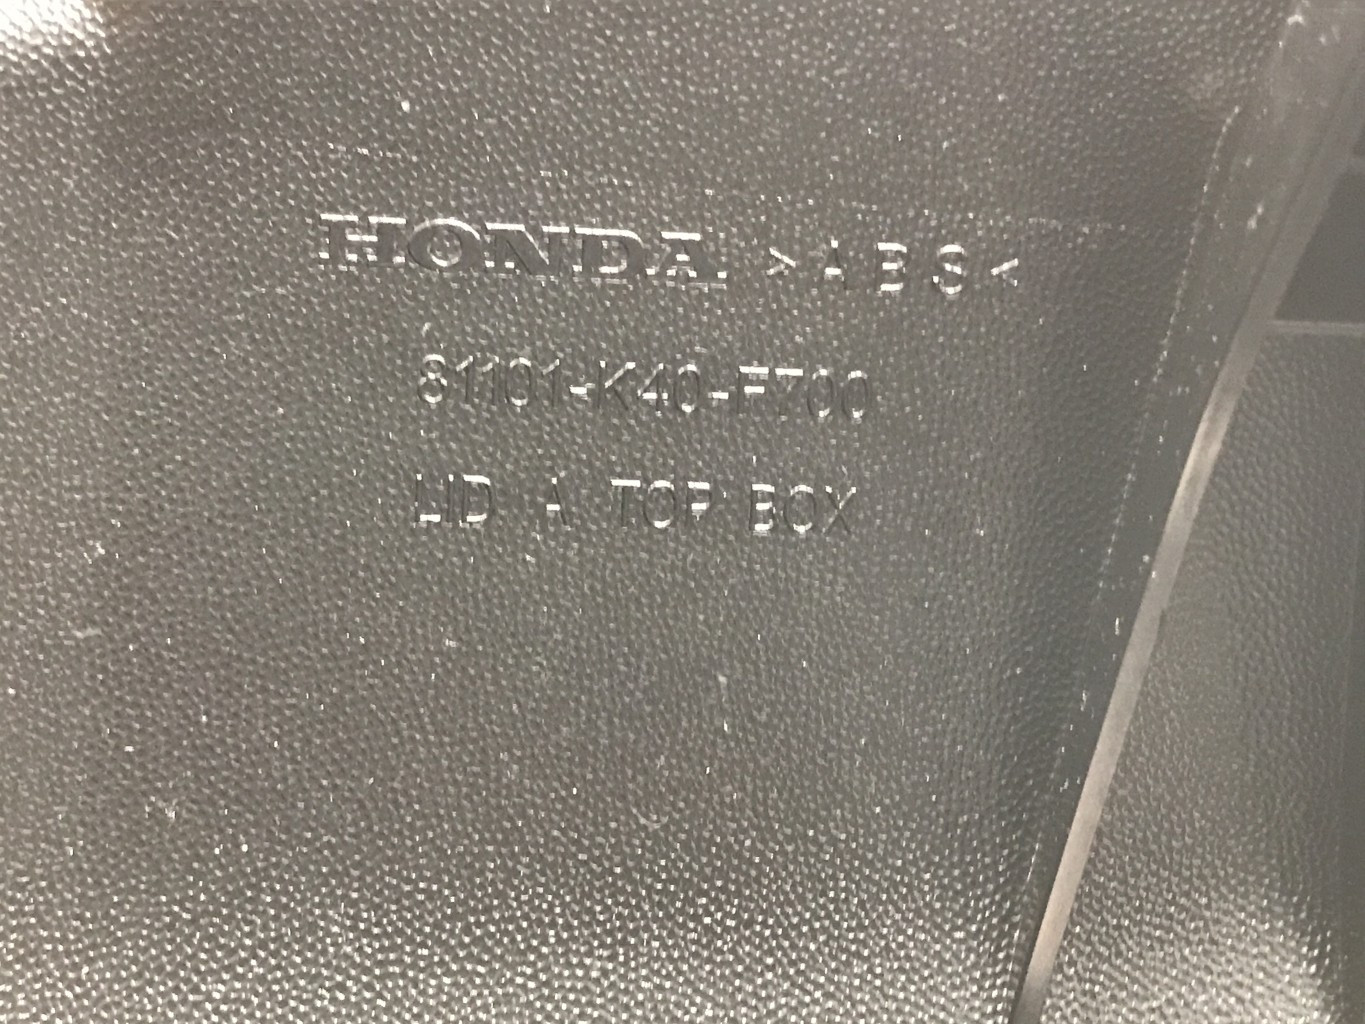 HONDA >ABS<
81101-K40-F700
LID A TOP BOX